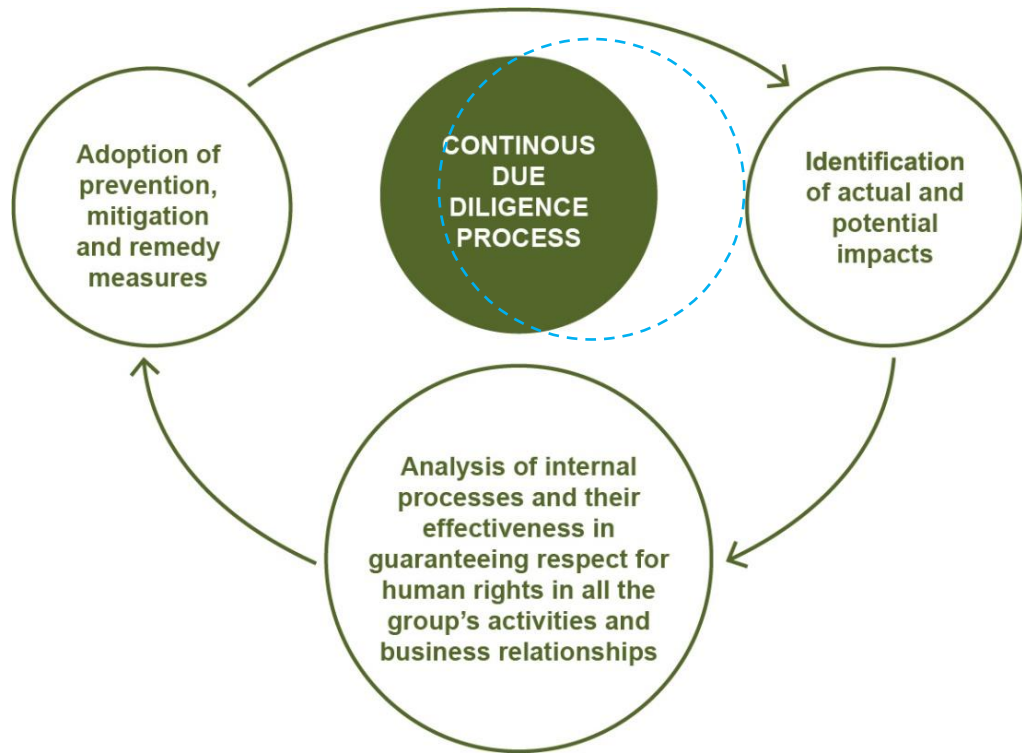 CONTINOUS
DUE
DILIGENCE
PROCESS
Adoption of
prevention,
mitigation
and remedy
measures
Identification
of actual and
potential
impacts
Analysis of internal
processes and their
effectiveness in
guaranteeing respect for
human rights in all the
group’s activities and
business relationships